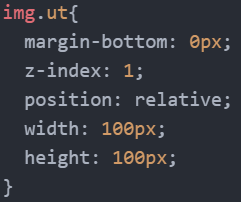 img.ut{
  margin-bottom: 0px;
  z-index: 1;
  position: relative;
  width: 100px;
  height: 100px;
}